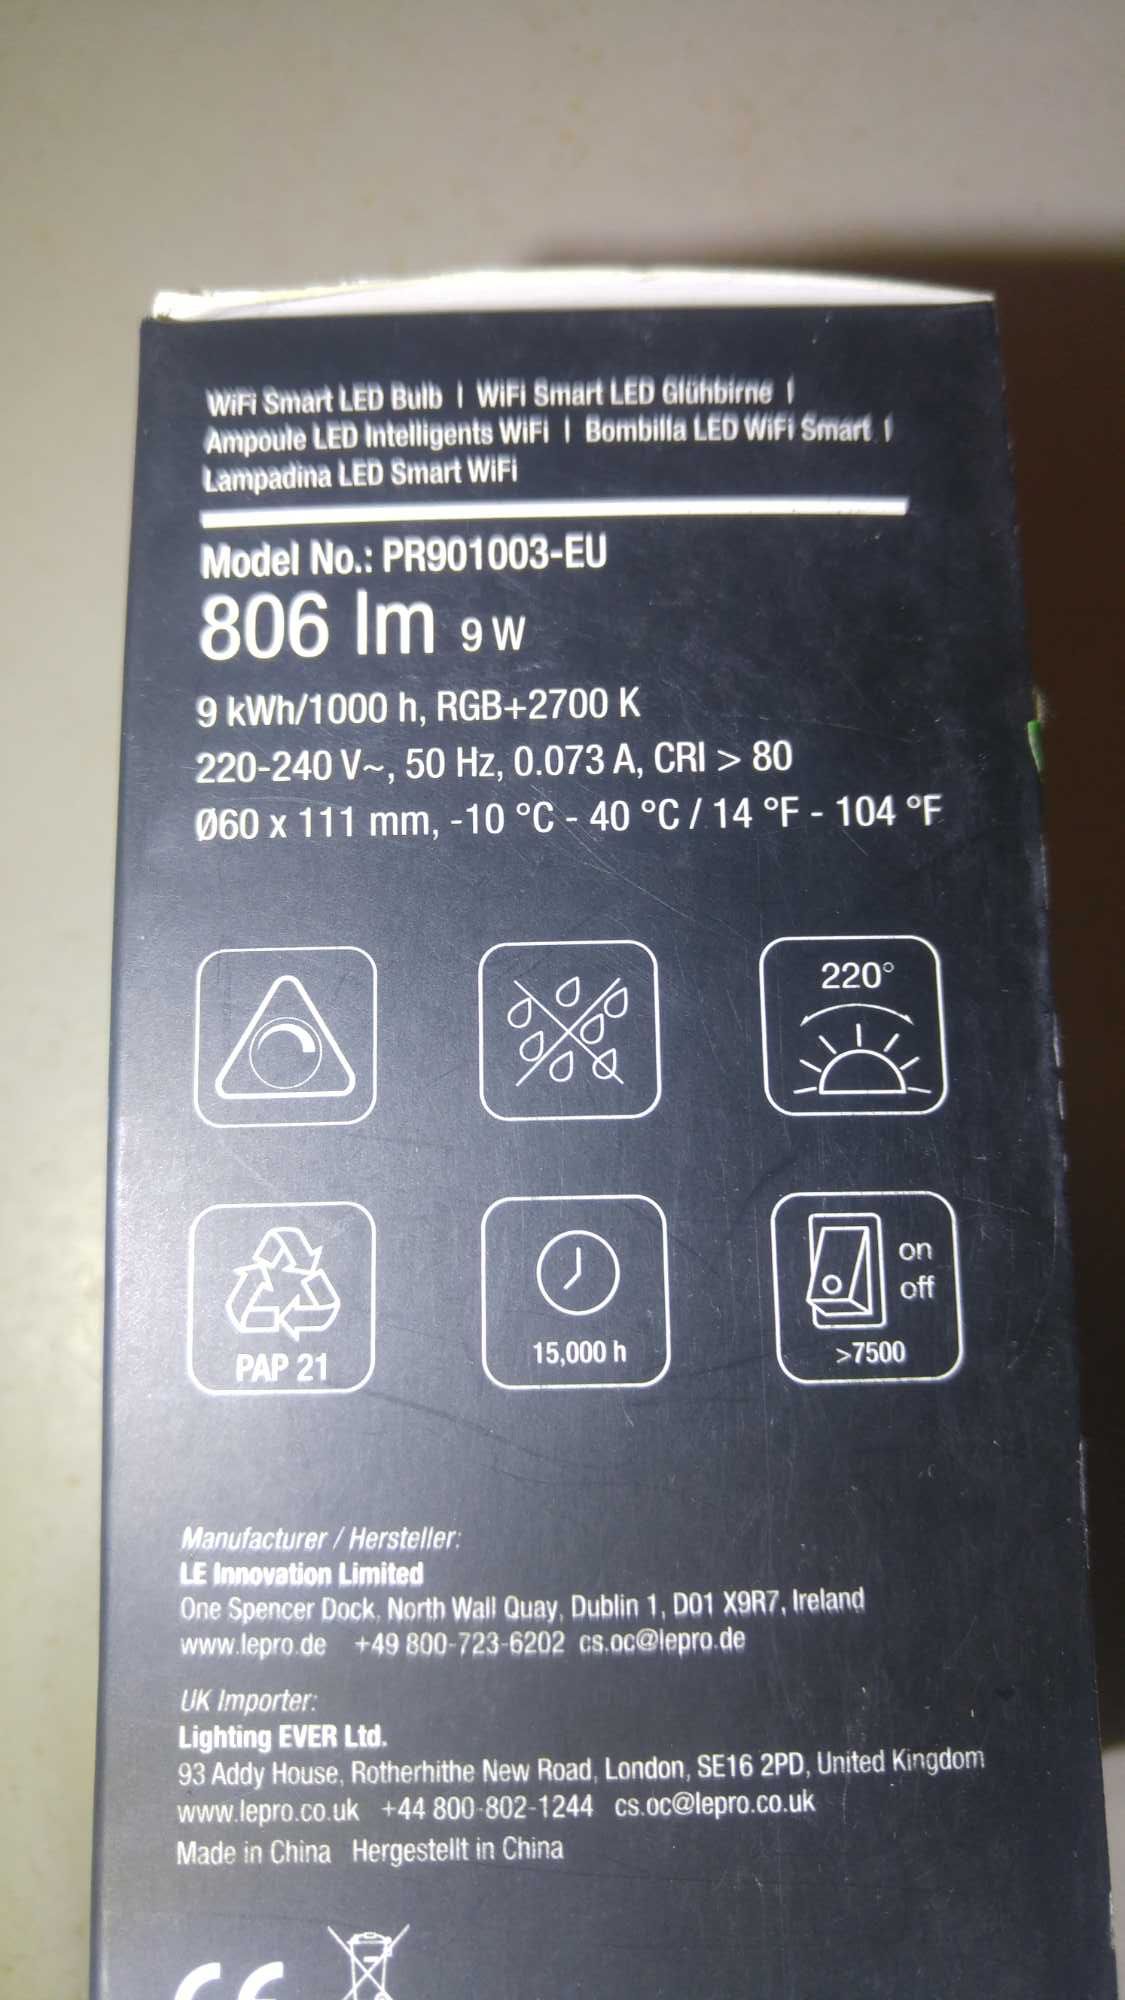 WiFi Smart LED Bulb | WiFi Smart LED Glühbirne |
Ampoule LED Intelligents WiFi | Bombilla LED WiFi Smart |
Lampadina LED Smart WiFi
Model No.: PR901003-EU
806 lm 9 W
9 kWh/1000 h, RGB+2700 K
220-240 V~, 50 Hz, 0.073 A, CRI > 80
Ø60 x 111 mm, -10 °C - 40 °C / 14 °F - 104 °F
220°
PAP 21
15,000 h
on
off
>7500
Manufacturer / Hersteller:
LE Innovation Limited
One Spencer Dock, North Wall Quay, Dublin 1, D01 X9R7, Ireland
www.lepro.de +49 800-723-6202 cs.oc@lepro.de
UK Importer:
Lighting EVER Ltd.
93 Addy House, Rotherhithe New Road, London, SE16 2PD, United Kingdom
www.lepro.co.uk +44 800-802-1244 cs.oc@lepro.co.uk
Made in China Hergestellt in China
CE